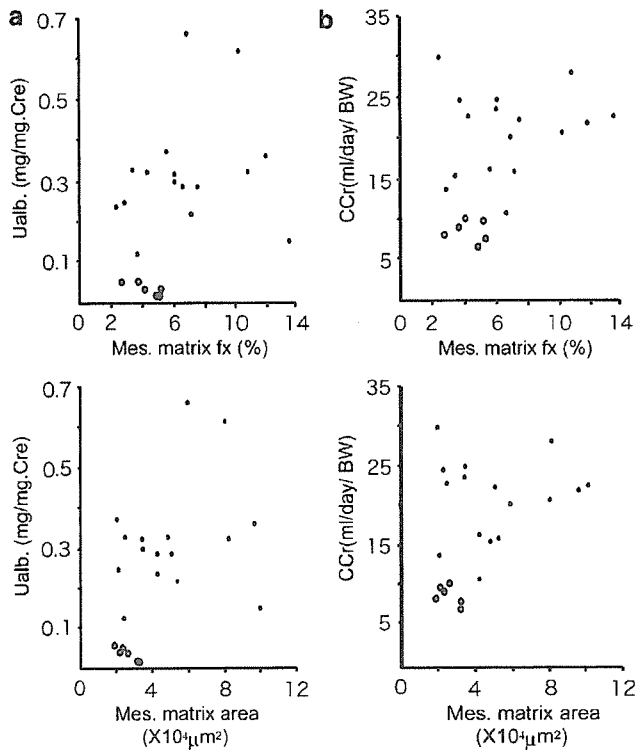 a
b
0.7
0.5
0.3
0.1
Ualb. (mg/mg.Cre)
0 2 6 10 14
Mes. matrix fx (%)
35
25
15
5
CCr(ml/day/ BW)
0 2 6 10 14
Mes. matrix fx (%)
0.7
0.5
0.3
0.1
Ualb. (mg/mg.Cre)
0 4 8 12
Mes. matrix area
(X10⁴μm²)
35
25
15
5
CCr(ml/day/ BW)
0 4 8 12
Mes. matrix area
(X10⁴μm²)